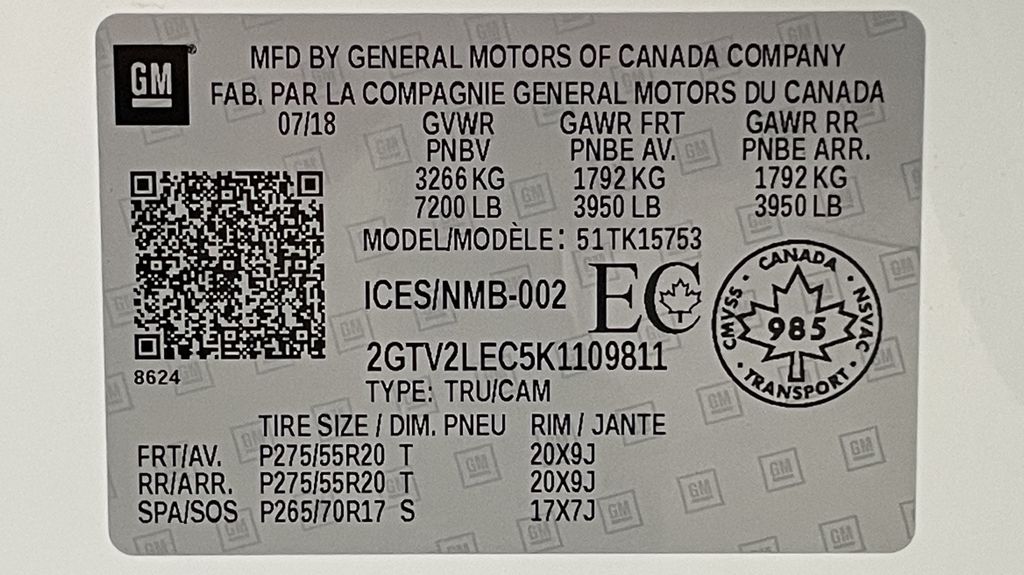 GM
MFD BY GENERAL MOTORS OF CANADA COMPANY
FAB. PAR LA COMPAGNIE GENERAL MOTORS DU CANADA
07/18 GVWR GAWR FRT GAWR RR
PNBV PNBE AV. PNBE ARR.
3266 KG 1792 KG 1792 KG
7200 LB 3950 LB 3950 LB
MODEL/MODÈLE: 51TK15753
ICES/NMB-002 EC
CANADA
CMVSS · 985 · NSVAC
TRANSPORT
2GTV2LEC5K1109811
8624
TYPE: TRU/CAM
TIRE SIZE / DIM. PNEU RIM / JANTE
FRT/AV. P275/55R20 T 20X9J
RR/ARR. P275/55R20 T 20X9J
SPA/SOS P265/70R17 S 17X7J